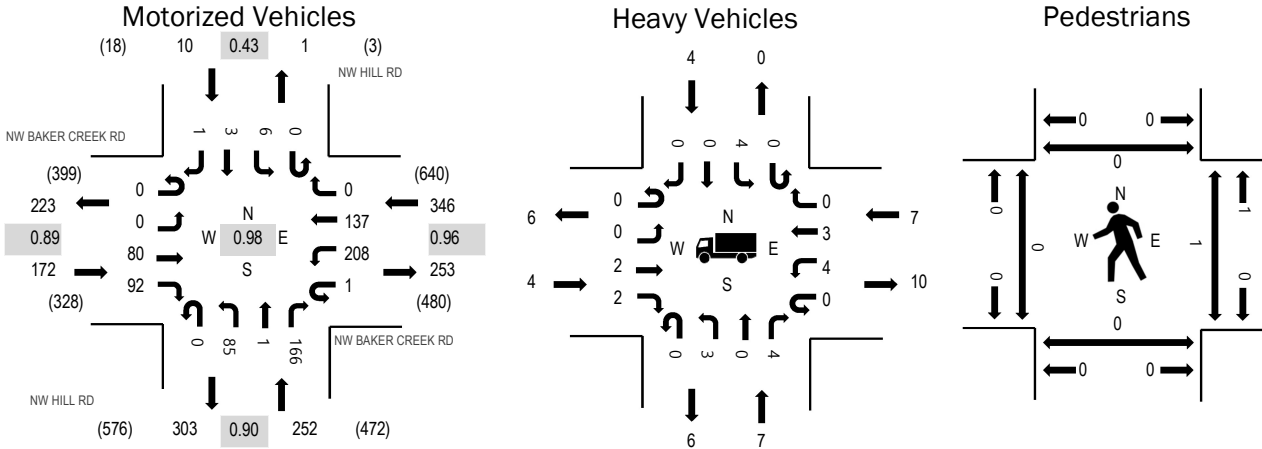 Motorized Vehicles
(18) 10 0.43 1 (3)
NW HILL RD
NW BAKER CREEK RD
1 3 6 0
(399) (640)
0 0
223 346
0 137
N
0.89 W 0.98 E 0.96
80 208
S
172 253
92 1
(328) (480)
0 85 1 166
NW BAKER CREEK RD
NW HILL RD
(576) 303 0.90 252 (472)
Heavy Vehicles
4 0
0 0 4 0
0 0
6 7
N
0 3
W E
2 4
S
4 10
2 0
0 3 0 4
6 7
Pedestrians
0 0
0
N
0 1
W E
0 1
S
0 0
0
0 0